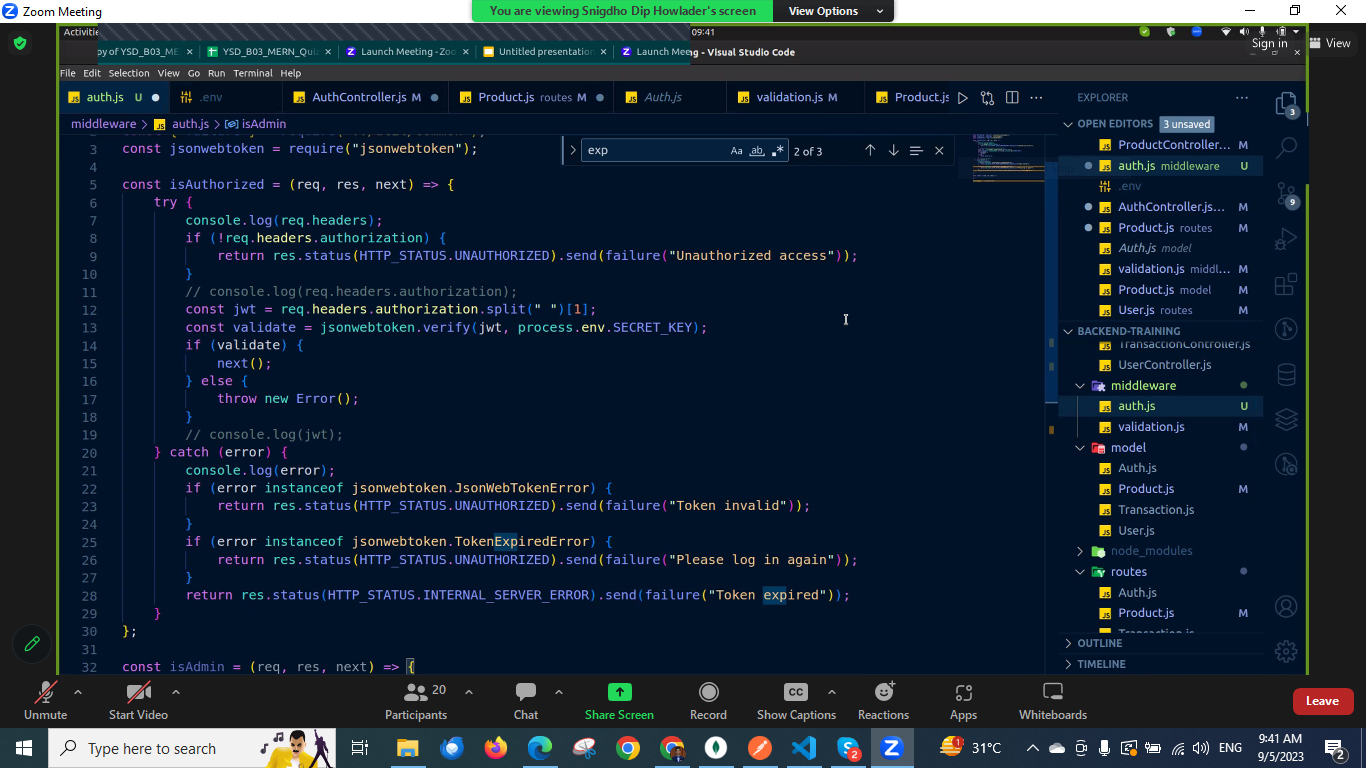 Zoom Meeting
You are viewing Snigdho Dip Howlader's screen
View Options
Activitie
09:41
Sign in
View
py of YSD_B03_ME
YSD_B03_MERN_Qui
Launch Meeting - Zoo
Untitled presentation
Launch Mee
ng - Visual Studio Code
File Edit Selection View Go Run Terminal Help
auth.js U
.env
AuthController.js M
Product.js routes M
Auth.js
validation.js M
Product.js
EXPLORER
middleware > auth.js > isAdmin
OPEN EDITORS 3 unsaved
exp
Aa ab
2 of 3
3 const jsonwebtoken = require("jsonwebtoken");
4
5 const isAuthorized = (req, res, next) => {
6 try {
7 console.log(req.headers);
8 if (!req.headers.authorization) {
9 return res.status(HTTP_STATUS.UNAUTHORIZED).send(failure("Unauthorized access"));
10 }
11 // console.log(req.headers.authorization);
12 const jwt = req.headers.authorization.split(" ")[1];
13 const validate = jsonwebtoken.verify(jwt, process.env.SECRET_KEY);
14 if (validate) {
15 next();
16 } else {
17 throw new Error();
18 }
19 // console.log(jwt);
20 } catch (error) {
21 console.log(error);
22 if (error instanceof jsonwebtoken.JsonWebTokenError) {
23 return res.status(HTTP_STATUS.UNAUTHORIZED).send(failure("Token invalid"));
24 }
25 if (error instanceof jsonwebtoken.TokenExpiredError) {
26 return res.status(HTTP_STATUS.UNAUTHORIZED).send(failure("Please log in again"));
27 }
28 return res.status(HTTP_STATUS.INTERNAL_SERVER_ERROR).send(failure("Token expired"));
29 }
30 };
31
32 const isAdmin = (req, res, next) => {
ProductController... M
auth.js middleware U
.env
AuthController.js... M
Product.js routes M
Auth.js model
validation.js middl... M
Product.js model M
User.js routes M
BACKEND-TRAINING
TransactionController.js
UserController.js
middleware
auth.js U
validation.js M
model
Auth.js
Product.js M
Transaction.js
User.js
node_modules
routes
Auth.js
Product.js M
Transaction.js
OUTLINE
TIMELINE
3
9
Unmute
Start Video
Participants
20
Chat
Share Screen
Record
CC
Show Captions
Reactions
Apps
Whiteboards
Leave
Type here to search
2
1
31°C
ENG
9:41 AM
9/5/2023
2